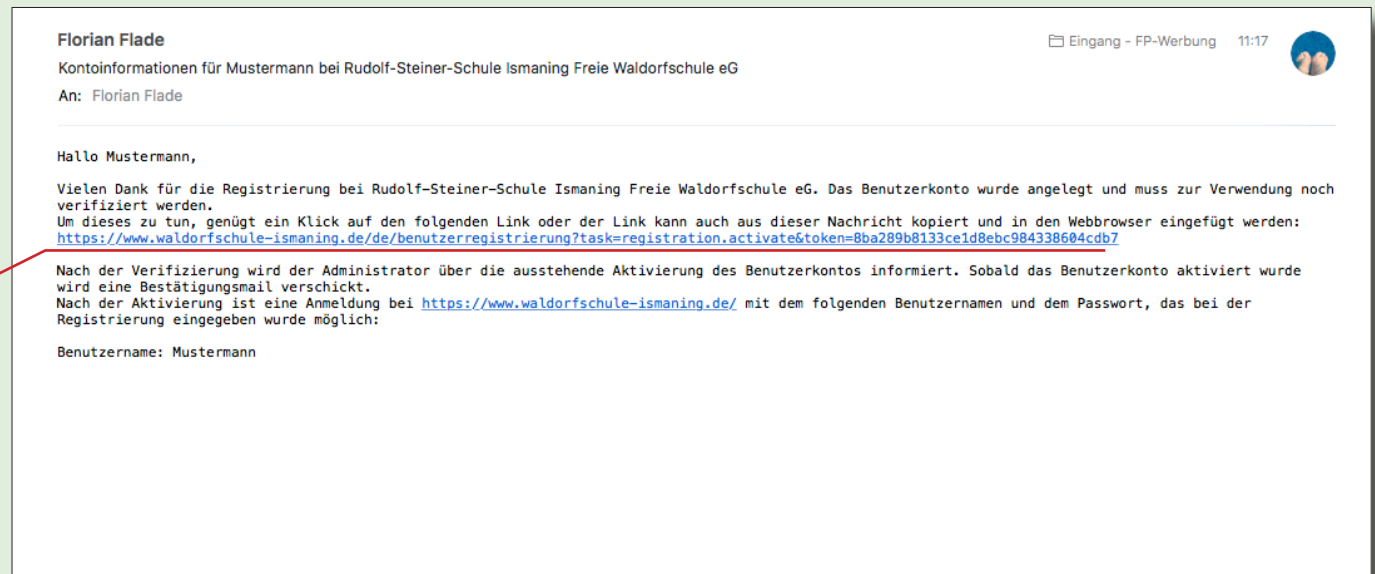 Florian Flade
Eingang - FP-Werbung 11:17
Kontoinformationen für Mustermann bei Rudolf-Steiner-Schule Ismaning Freie Waldorfschule eG
An: Florian Flade
Hallo Mustermann,
Vielen Dank für die Registrierung bei Rudolf-Steiner-Schule Ismaning Freie Waldorfschule eG. Das Benutzerkonto wurde angelegt und muss zur Verwendung noch
verifiziert werden.
Um dieses zu tun, genügt ein Klick auf den folgenden Link oder der Link kann auch aus dieser Nachricht kopiert und in den Webbrowser eingefügt werden:
https://www.waldorfschule-ismaning.de/de/benutzerregistrierung?task=registration.activate&token=8ba289b8133ce1d8ebc984338604cdb7
Nach der Verifizierung wird der Administrator über die ausstehende Aktivierung des Benutzerkontos informiert. Sobald das Benutzerkonto aktiviert wurde
wird eine Bestätigungsmail verschickt.
Nach der Aktivierung ist eine Anmeldung bei https://www.waldorfschule-ismaning.de/ mit dem folgenden Benutzernamen und dem Passwort, das bei der
Registrierung eingegeben wurde möglich:
Benutzername: Mustermann